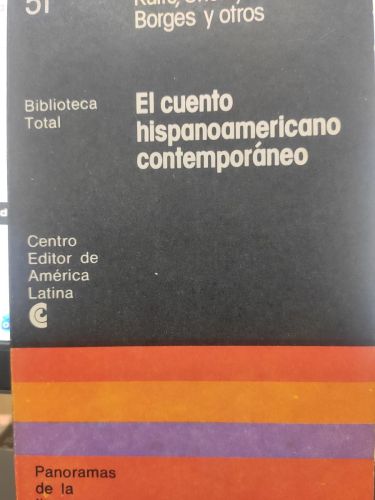 51
Borges y otros
Biblioteca
Total
El cuento
hispanoamericano
contemporáneo
Centro
Editor de
América
Latina
Panoramas
de la